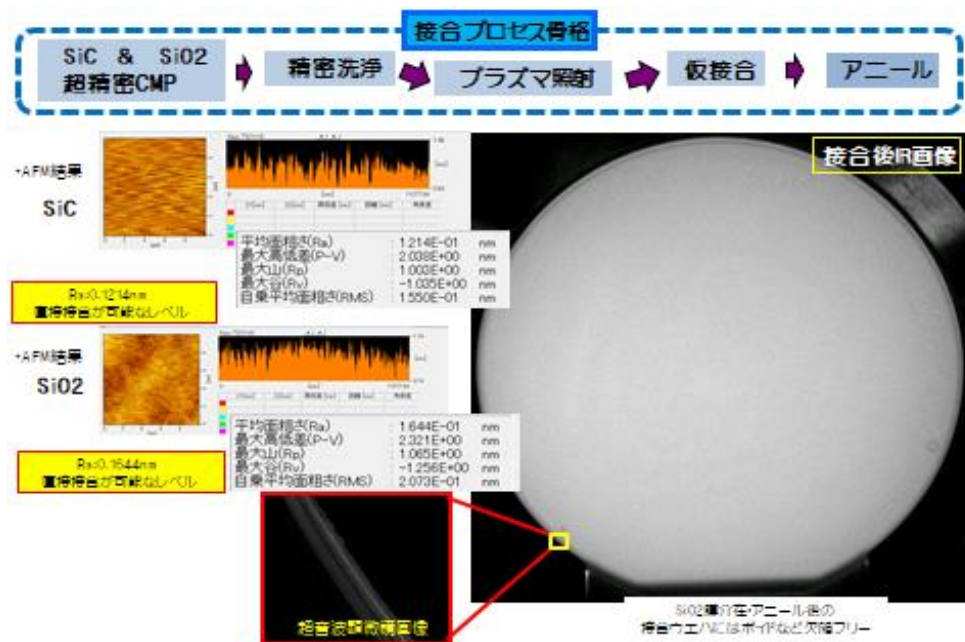 接合プロセス骨格
SiC & SiO2
超精密CMP
精密洗浄
プラズマ照射
仮接合
アニール
・AFM結果
SiC
平均面粗さ(Ra) : 1.214E-01 nm
最大高低差(P-V) : 2.038E+00 nm
最大山(Rp) : 1.003E+00 nm
最大谷(Rv) : -1.035E+00 nm
自乗平均面粗さ(RMS) : 1.550E-01 nm
Ra=0.1214nm
直接接合が可能なレベル
・AFM結果
SiO2
平均面粗さ(Ra) : 1.644E-01 nm
最大高低差(P-V) : 2.321E+00 nm
最大山(Rp) : 1.065E+00 nm
最大谷(Rv) : -1.256E+00 nm
自乗平均面粗さ(RMS) : 2.073E-01 nm
Ra=0.1644nm
直接接合が可能なレベル
超音波顕微鏡画像
接合後IR画像
SiO2膜介在・アニール後の
接合ウエハにはボイドなど欠陥フリー